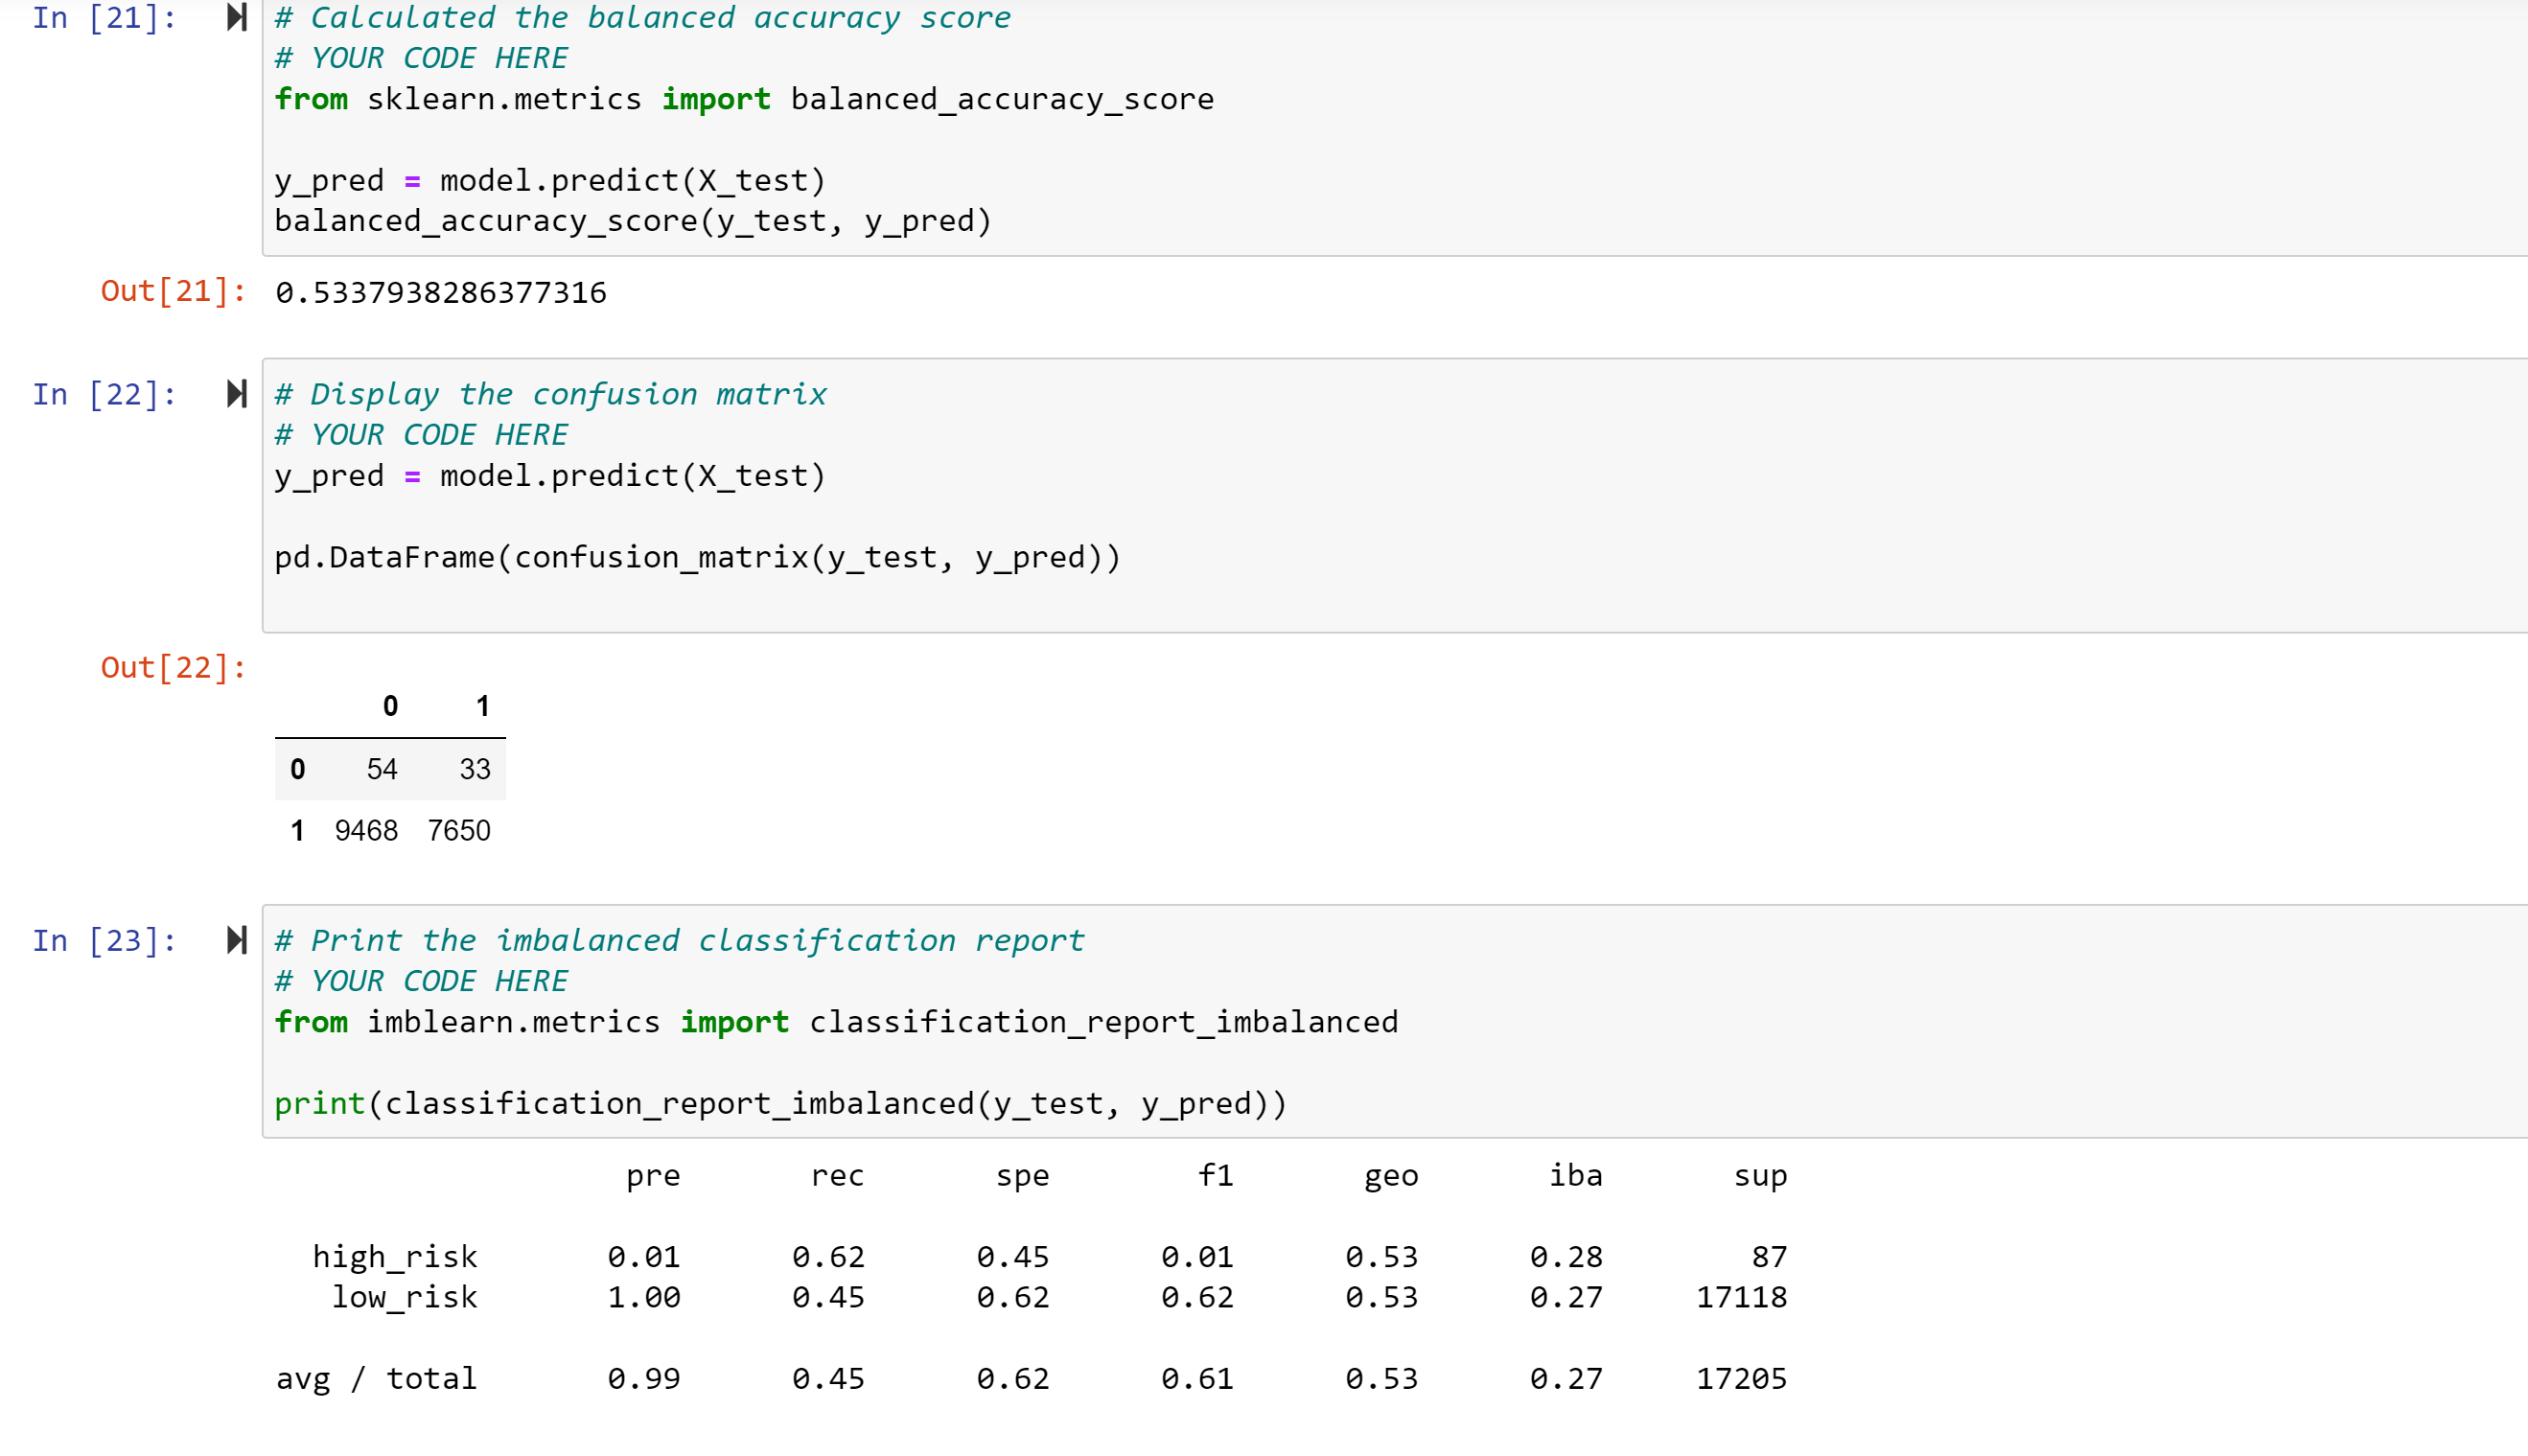 In [21]: # Calculated the balanced accuracy score
# YOUR CODE HERE
from sklearn.metrics import balanced_accuracy_score
y_pred = model.predict(X_test)
balanced_accuracy_score(y_test, y_pred)
Out[21]: 0.5337938286377316
In [22]: # Display the confusion matrix
# YOUR CODE HERE
y_pred = model.predict(X_test)
pd.DataFrame(confusion_matrix(y_test, y_pred))
Out[22]:
0 1
0 54 33
1 9468 7650
In [23]: # Print the imbalanced classification report
# YOUR CODE HERE
from imblearn.metrics import classification_report_imbalanced
print(classification_report_imbalanced(y_test, y_pred))
pre rec spe f1 geo iba sup
high_risk 0.01 0.62 0.45 0.01 0.53 0.28 87
low_risk 1.00 0.45 0.62 0.62 0.53 0.27 17118
avg / total 0.99 0.45 0.62 0.61 0.53 0.27 17205